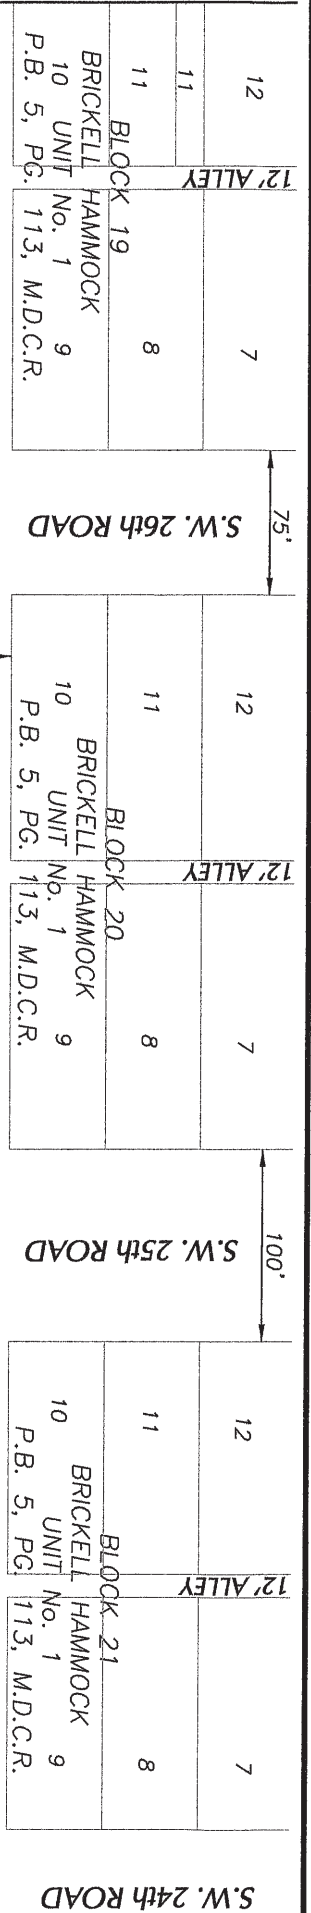 12
11
11
BLOCK 19
BRICKELL HAMMOCK
10 UNIT No. 1 9
P.B. 5, PG. 113, M.D.C.R.
12' ALLEY
7
8
75'
S.W. 26th ROAD
12
11
BLOCK 20
BRICKELL HAMMOCK
10 UNIT No. 1 9
P.B. 5, PG. 113, M.D.C.R.
12' ALLEY
7
8
100'
S.W. 25th ROAD
12
11
BLOCK 21
BRICKELL HAMMOCK
10 UNIT No. 1 9
P.B. 5, PG. 113, M.D.C.R.
12' ALLEY
7
8
S.W. 24th ROAD